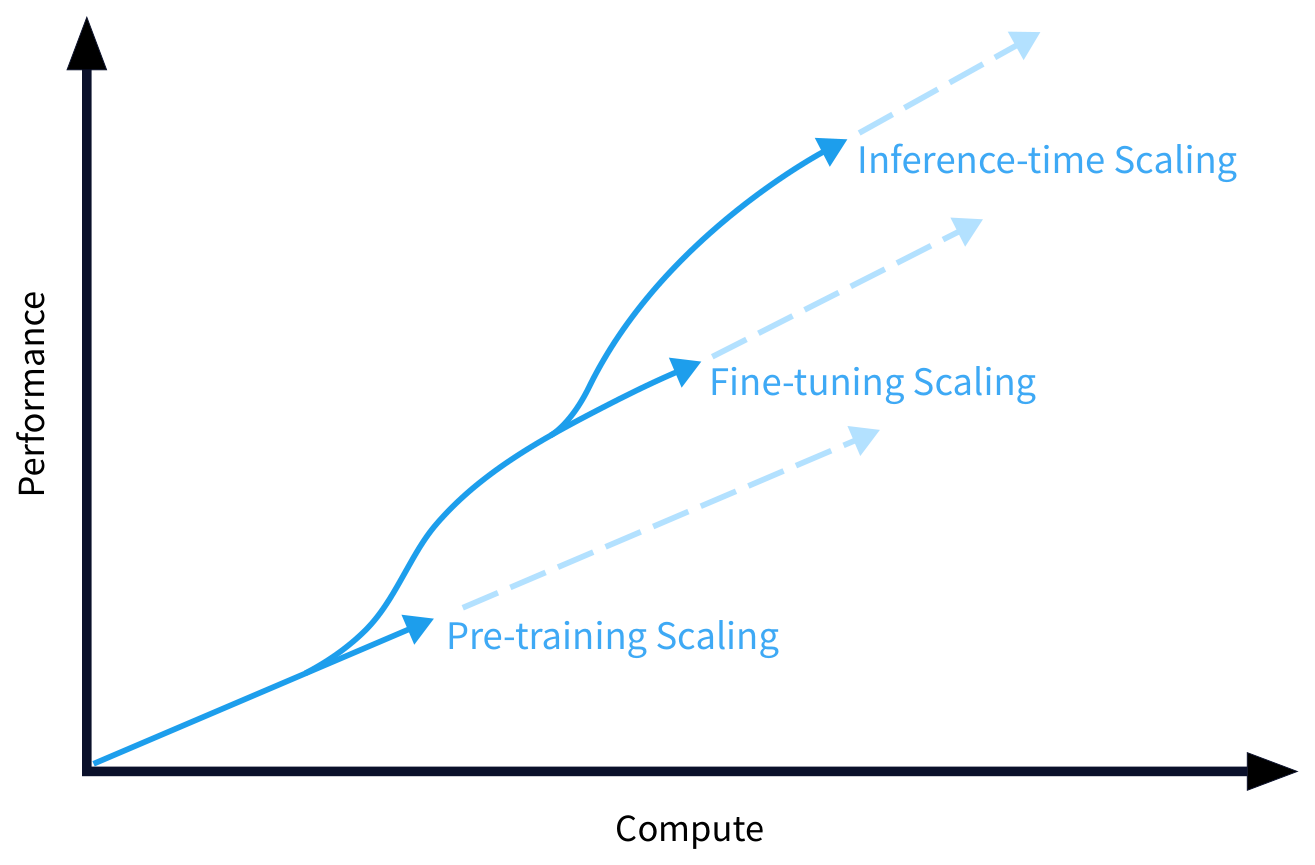 Inference-time Scaling
Fine-tuning Scaling
Pre-training Scaling
Performance
Compute